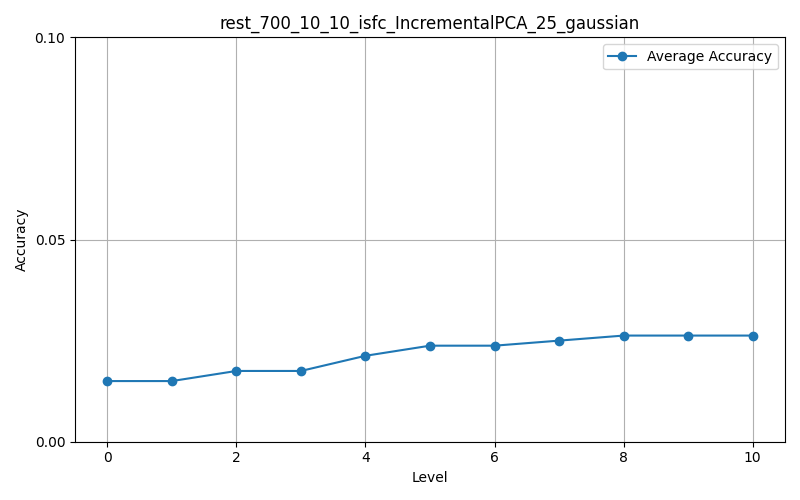 rest_700_10_10_isfc_IncrementalPCA_25_gaussian
Average Accuracy
0.10
0.05
0.00
Accuracy
0 2 4 6 8 10
Level